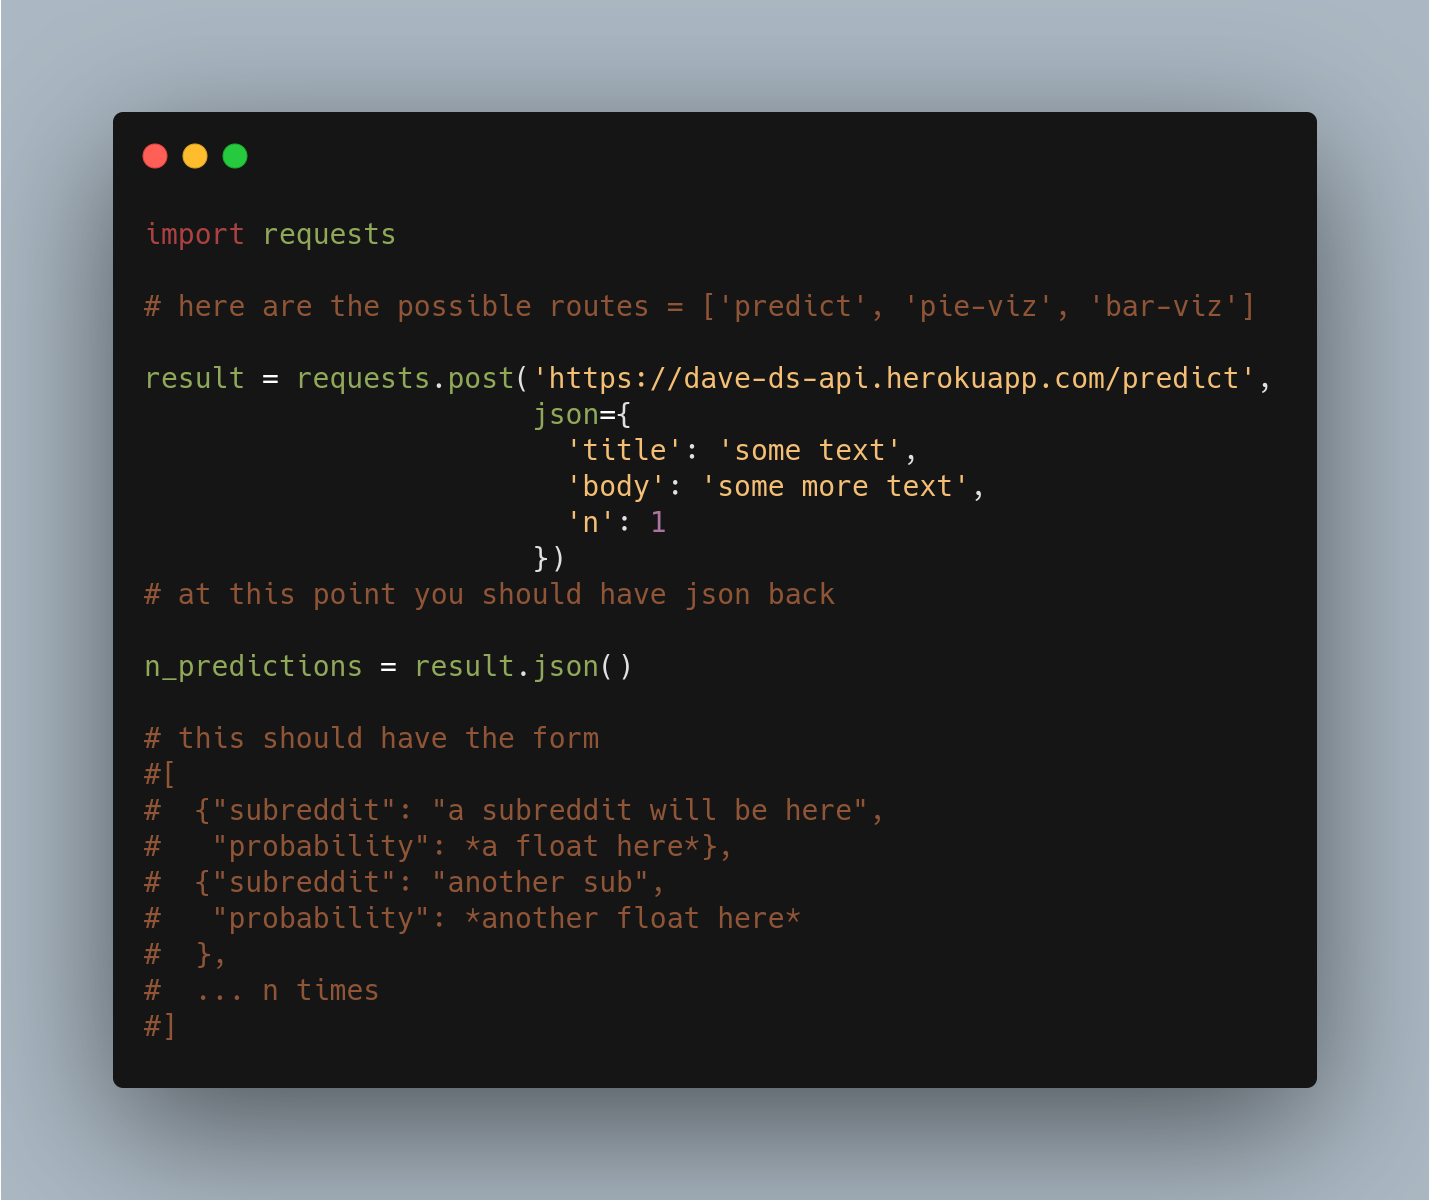 import requests
# here are the possible routes = ['predict', 'pie-viz', 'bar-viz']
result = requests.post('https://dave-ds-api.herokuapp.com/predict',
                       json={
                         'title': 'some text',
                         'body': 'some more text',
                         'n': 1
                       })
# at this point you should have json back
n_predictions = result.json()
# this should have the form
#[
#  {"subreddit": "a subreddit will be here",
#   "probability": *a float here*},
#  {"subreddit": "another sub",
#   "probability": *another float here*
#  },
#  ... n times
#]